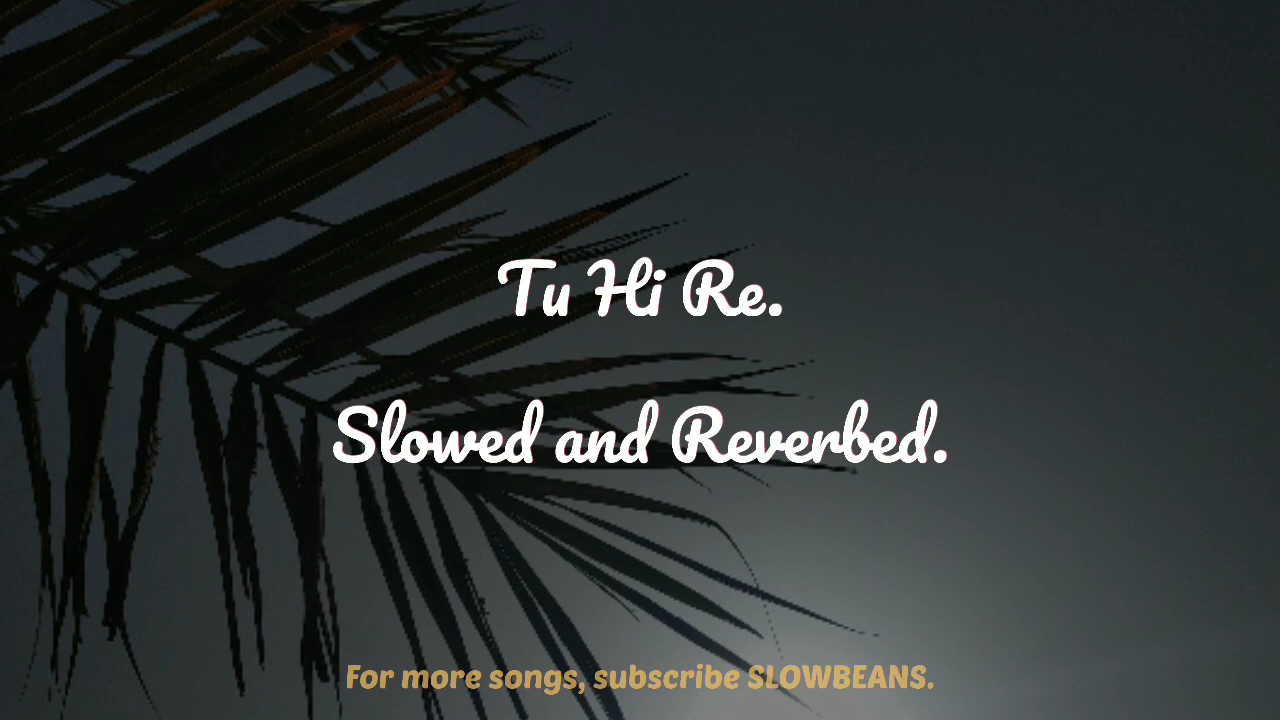 Tu Hi Re.
Slowed and Reverbed.
For more songs, subscribe SLOWBEANS.